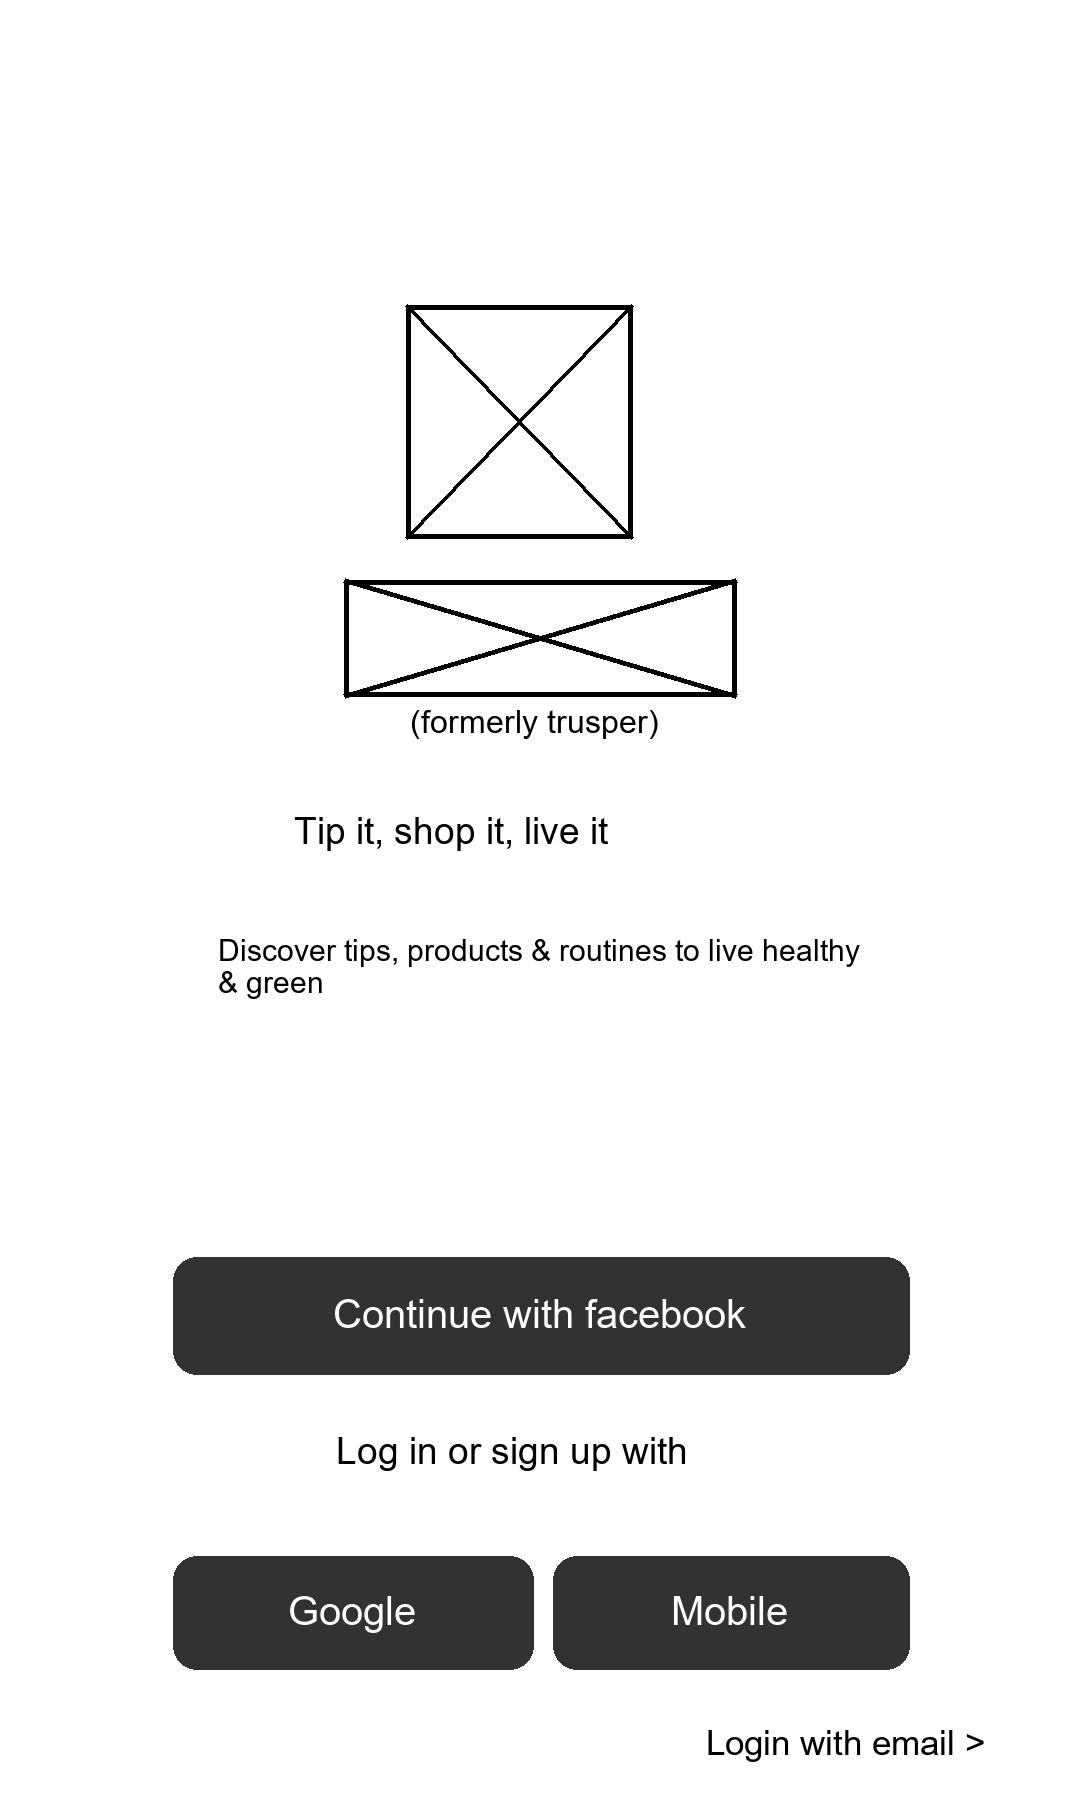 (formerly trusper)
Tip it, shop it, live it
Discover tips, products & routines to live healthy
& green
Continue with facebook
Log in or sign up with
Google
Mobile
Login with email >